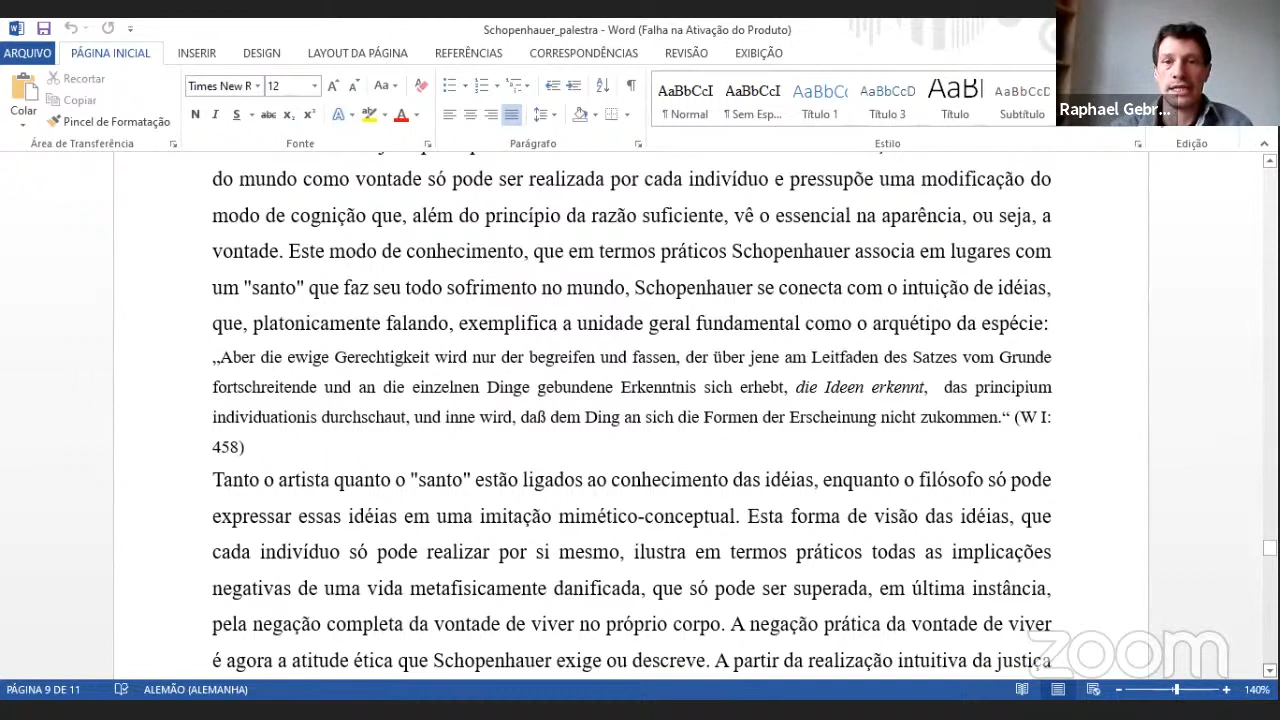 Schopenhauer_palestra - Word (Falha na Ativação do Produto)
ARQUIVO PÁGINA INICIAL INSERIR DESIGN LAYOUT DA PÁGINA REFERÊNCIAS CORRESPONDÊNCIAS REVISÃO EXIBIÇÃO
Raphael Gebr...
Colar
Recortar
Copiar
Pincel de Formatação
Times New R 12
AaBbCcI AaBbCcI AaBbCc AaBbCcD AaBl AaBbCcD
¶ Normal ¶ Sem Esp... ¶ Título 1 ¶ Título 3 ¶ Título ¶ Subtítulo
Área de Transferência Fonte Parágrafo Estilo Edição
do mundo como vontade só pode ser realizada por cada indivíduo e pressupõe uma modificação do
modo de cognição que, além do princípio da razão suficiente, vê o essencial na aparência, ou seja, a
vontade. Este modo de conhecimento, que em termos práticos Schopenhauer associa em lugares com
um "santo" que faz seu todo sofrimento no mundo, Schopenhauer se conecta com o intuição de idéias,
que, platonicamente falando, exemplifica a unidade geral fundamental como o arquétipo da espécie:
„Aber die ewige Gerechtigkeit wird nur der begreifen und fassen, der über jene am Leitfaden des Satzes vom Grunde
fortschreitende und an die einzelnen Dinge gebundene Erkenntnis sich erhebt, die Ideen erkennt, das principium
individuationis durchschaut, und inne wird, daß dem Ding an sich die Formen der Erscheinung nicht zukommen.“ (W I:
458)
Tanto o artista quanto o "santo" estão ligados ao conhecimento das idéias, enquanto o filósofo só pode
expressar essas idéias em uma imitação mimético-conceptual. Esta forma de visão das idéias, que
cada indivíduo só pode realizar por si mesmo, ilustra em termos práticos todas as implicações
negativas de uma vida metafisicamente danificada, que só pode ser superada, em última instância,
pela negação completa da vontade de viver no próprio corpo. A negação prática da vontade de viver
é agora a atitude ética que Schopenhauer exige ou descreve. A partir da realização intuitiva da justiça
zoom
PÁGINA 9 DE 11 ALEMÃO (ALEMANHA) 140%